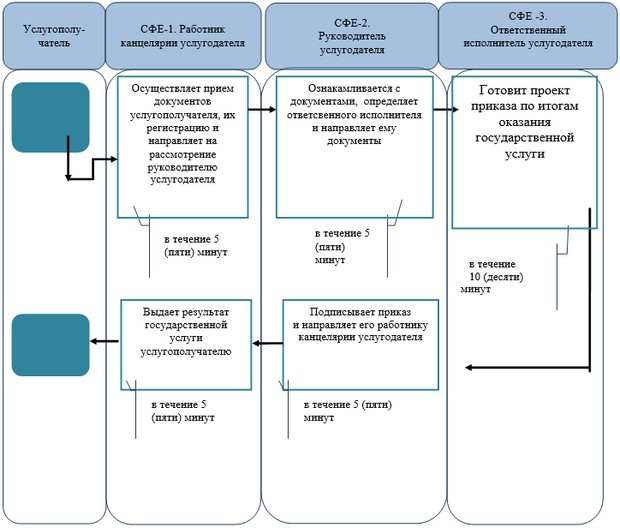 Услугополу-
чатель
СФЕ-1. Работник
канцелярии услугодателя
СФЕ-2.
Руководитель
услугодателя
СФЕ -3.
Ответственный
исполнитель услугодателя
Осуществляет прием
документов
услугополучателя, их
регистрацию и
направляет на
рассмотрение
руководителю
услугодателя
Ознакамливается с
документами, определяет
ответсвенного исполнителя
и направляет ему
документы
Готовит проект
приказа по итогам
оказания
государственной
услуги
в течение 5
(пяти) минут
в течение 5
(пяти)
минут
в течение
10 (десяти)
минут
Выдает результат
государственной
услуги
услугополучателю
Подписывает приказ
и направляет его работнику
канцелярии услугодателя
в течение 5
(пяти) минут
в течение 5 (пяти)
минут